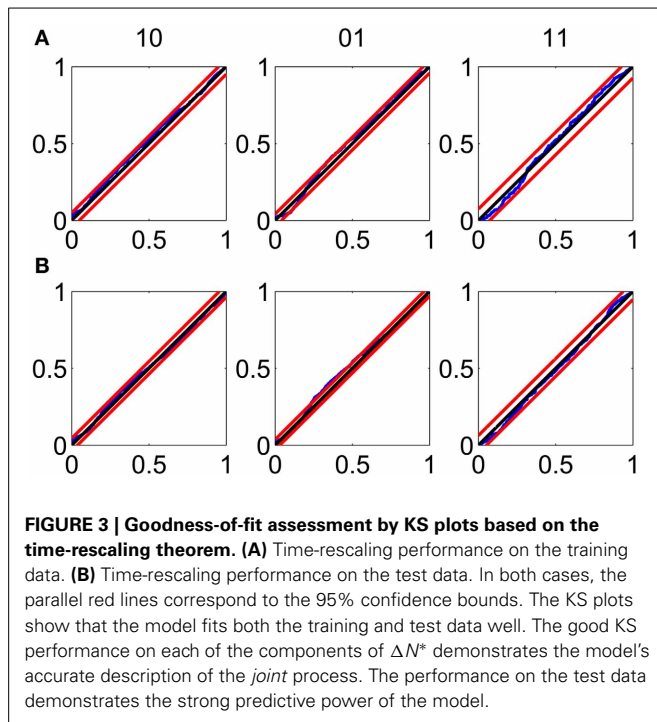 A 10 01 11
1 1 1
0.5 0.5 0.5
0 0 0
0 0.5 1 0 0.5 1 0 0.5 1
B
1 1 1
0.5 0.5 0.5
0 0 0
0 0.5 1 0 0.5 1 0 0.5 1
FIGURE 3 | Goodness-of-fit assessment by KS plots based on the
time-rescaling theorem. (A) Time-rescaling performance on the training
data. (B) Time-rescaling performance on the test data. In both cases, the
parallel red lines correspond to the 95% confidence bounds. The KS plots
show that the model fits both the training and test data well. The good KS
performance on each of the components of ΔN* demonstrates the model's
accurate description of the joint process. The performance on the test data
demonstrates the strong predictive power of the model.